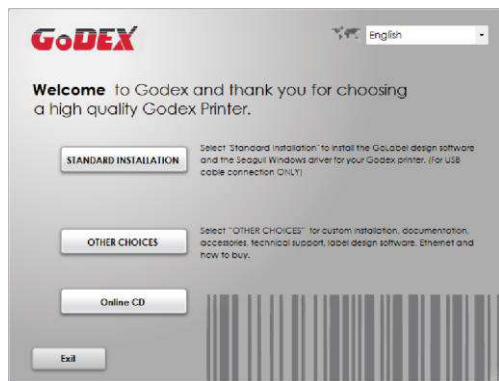 GoDEX
English
Welcome to Godex and thank you for choosing
a high quality Godex Printer.
STANDARD INSTALLATION
Select "Standard Installation" to install the GoLabel design software
and the Seagull Windows driver for your Godex printer. (For USB
cable connection ONLY)
OTHER CHOICES
Select "OTHER CHOICES" for custom installation, documentation,
accessories, technical support, label design software, Ethernet and
how to buy.
Online CD
Exit